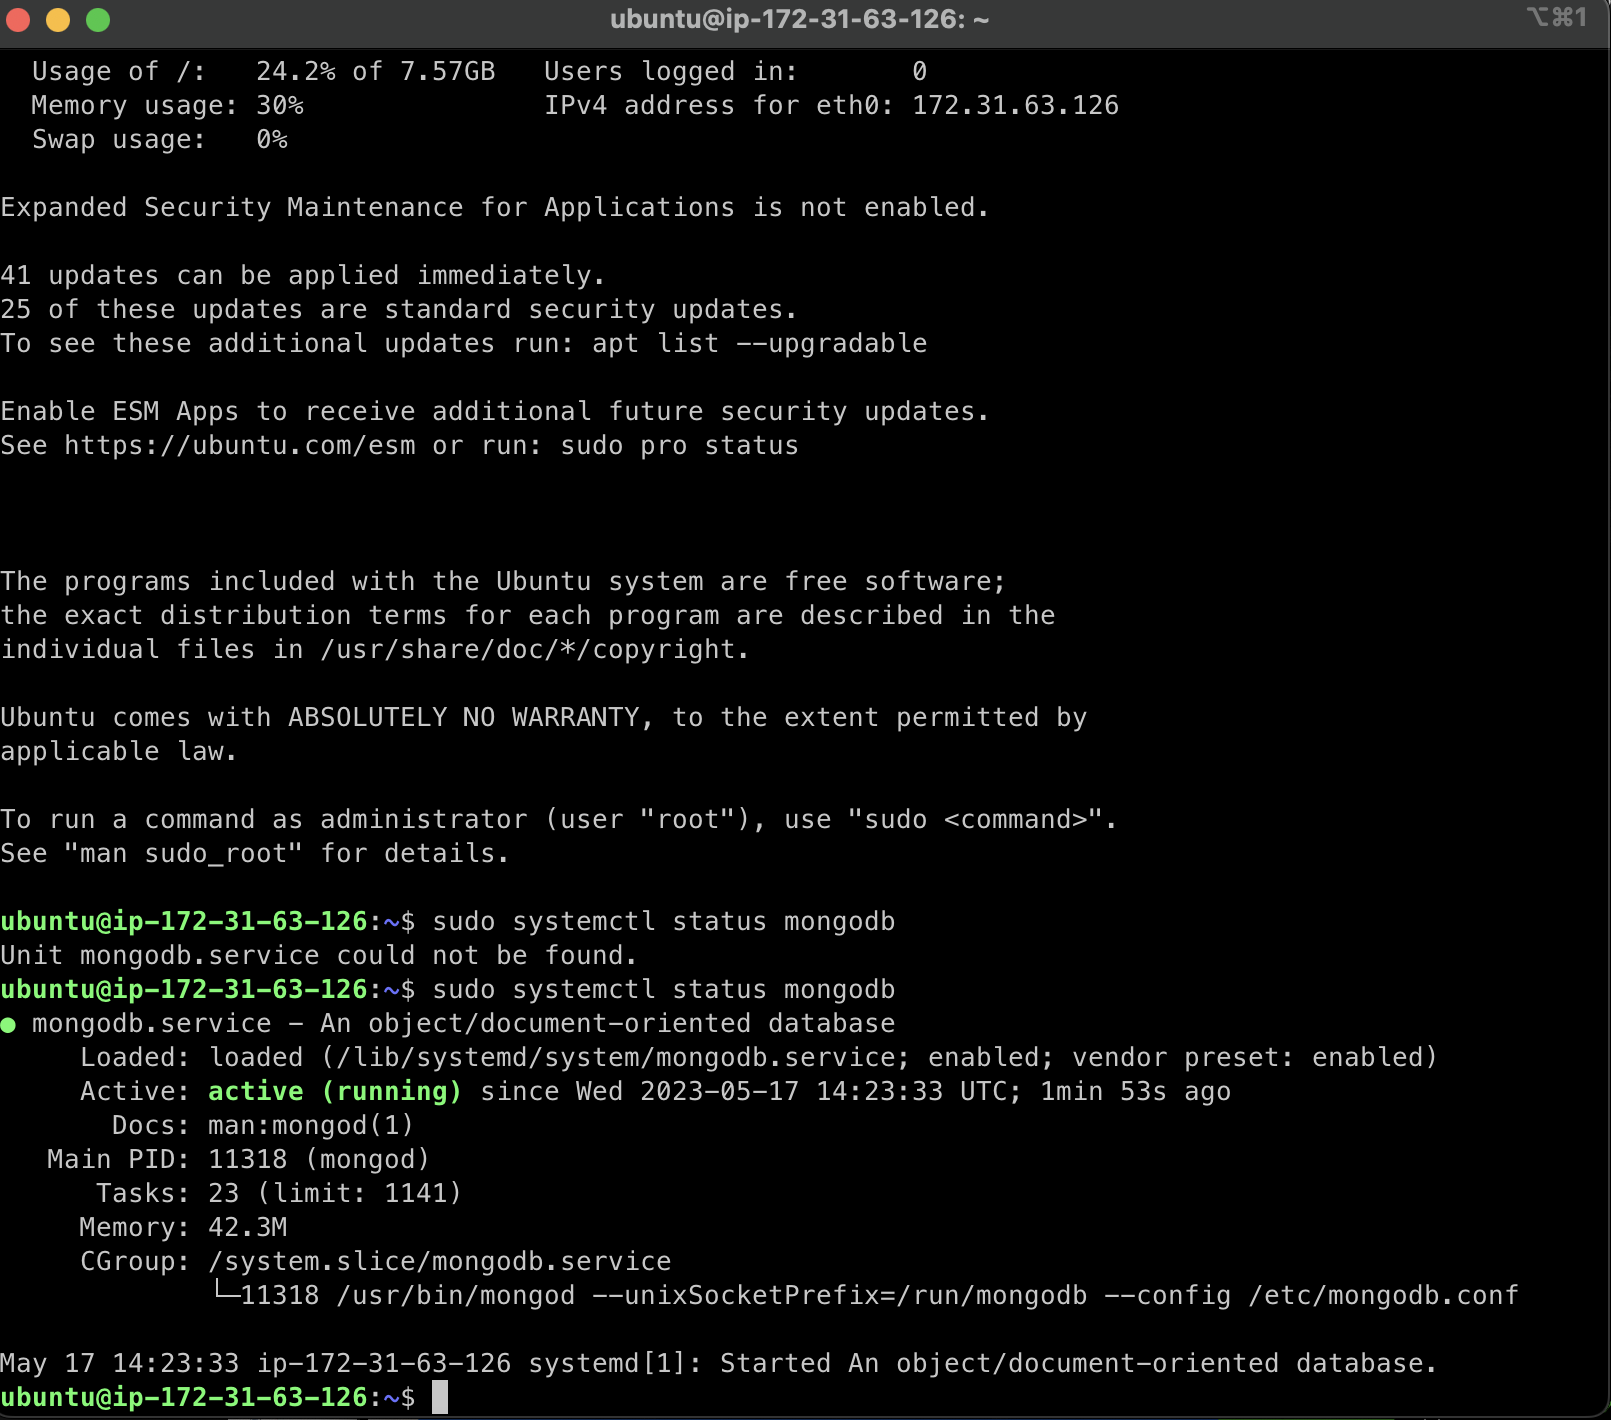 ubuntu@ip-172-31-63-126: ~
⌥⌘1
Usage of /:   24.2% of 7.57GB   Users logged in:       0
Memory usage: 30%               IPv4 address for eth0: 172.31.63.126
Swap usage:   0%
Expanded Security Maintenance for Applications is not enabled.
41 updates can be applied immediately.
25 of these updates are standard security updates.
To see these additional updates run: apt list --upgradable
Enable ESM Apps to receive additional future security updates.
See https://ubuntu.com/esm or run: sudo pro status
The programs included with the Ubuntu system are free software;
the exact distribution terms for each program are described in the
individual files in /usr/share/doc/*/copyright.
Ubuntu comes with ABSOLUTELY NO WARRANTY, to the extent permitted by
applicable law.
To run a command as administrator (user "root"), use "sudo <command>".
See "man sudo_root" for details.
ubuntu@ip-172-31-63-126:~$ sudo systemctl status mongodb
Unit mongodb.service could not be found.
ubuntu@ip-172-31-63-126:~$ sudo systemctl status mongodb
● mongodb.service - An object/document-oriented database
     Loaded: loaded (/lib/systemd/system/mongodb.service; enabled; vendor preset: enabled)
     Active: active (running) since Wed 2023-05-17 14:23:33 UTC; 1min 53s ago
       Docs: man:mongod(1)
   Main PID: 11318 (mongod)
      Tasks: 23 (limit: 1141)
     Memory: 42.3M
     CGroup: /system.slice/mongodb.service
             └─11318 /usr/bin/mongod --unixSocketPrefix=/run/mongodb --config /etc/mongodb.conf
May 17 14:23:33 ip-172-31-63-126 systemd[1]: Started An object/document-oriented database.
ubuntu@ip-172-31-63-126:~$